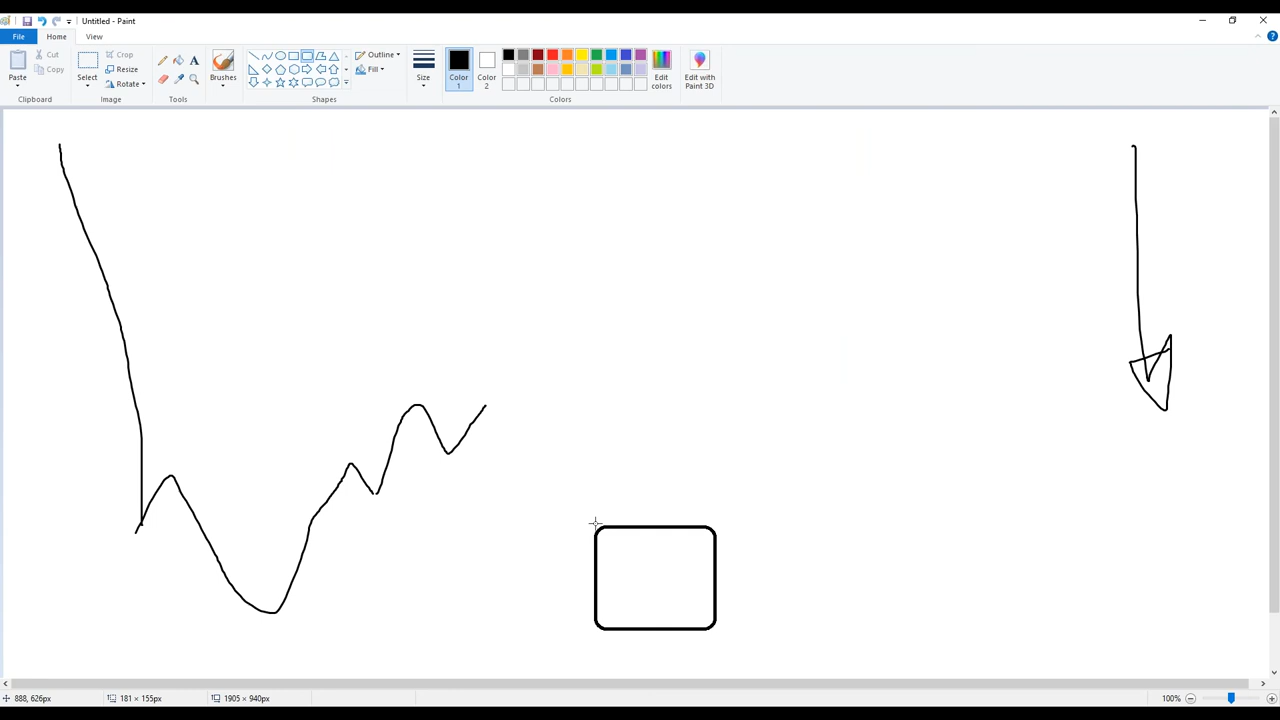 Untitled - Paint
File Home View
Cut
Copy
Paste
Clipboard
Crop
Resize
Rotate
Select
Image
A
Tools
Brushes
Outline
Fill
Shapes
Size
Color 1
Color 2
Edit colors
Colors
Edit with Paint 3D
888, 626px
181 × 155px
1905 × 940px
100%